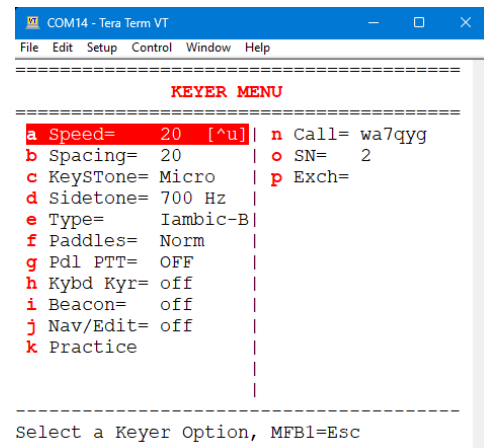 COM14 - Tera Term VT
File Edit Setup Control Window Help
========================================
KEYER MENU
========================================
a Speed= 20 [^u]| n Call= wa7qyg
b Spacing= 20 | o SN= 2
c KeySTone= Micro | p Exch=
d Sidetone= 700 Hz |
e Type= Iambic-B|
f Paddles= Norm |
g Pdl PTT= OFF |
h Kybd Kyr= off |
i Beacon= off |
j Nav/Edit= off |
k Practice |
|
|
----------------------------------------
Select a Keyer Option, MFB1=Esc